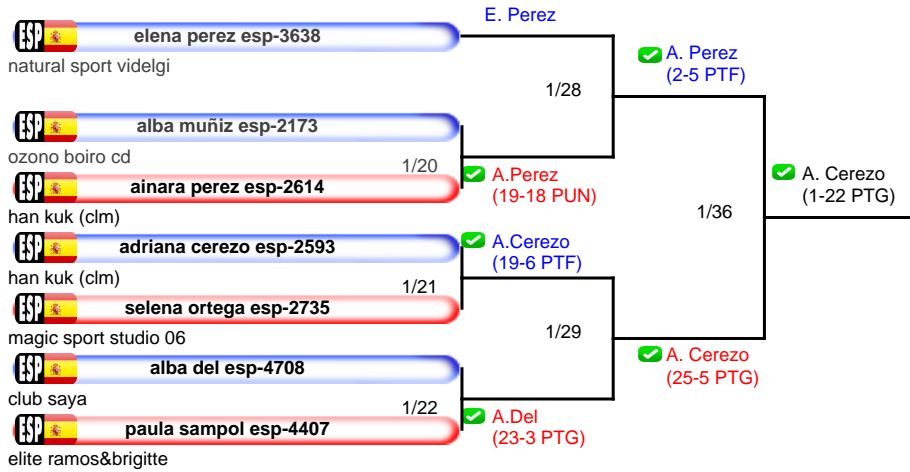 E. Perez
ESP elena perez esp-3638
natural sport videlgi
A. Perez
(2-5 PTF)
1/28
ESP alba muñiz esp-2173
ozono boiro cd
1/20
A.Perez
(19-18 PUN)
ESP ainara perez esp-2614
han kuk (clm)
A. Cerezo
(1-22 PTG)
1/36
ESP adriana cerezo esp-2593
han kuk (clm)
A.Cerezo
(19-6 PTF)
1/21
ESP selena ortega esp-2735
magic sport studio 06
1/29
A. Cerezo
(25-5 PTG)
ESP alba del esp-4708
club saya
1/22
A.Del
(23-3 PTG)
ESP paula sampol esp-4407
elite ramos&brigitte